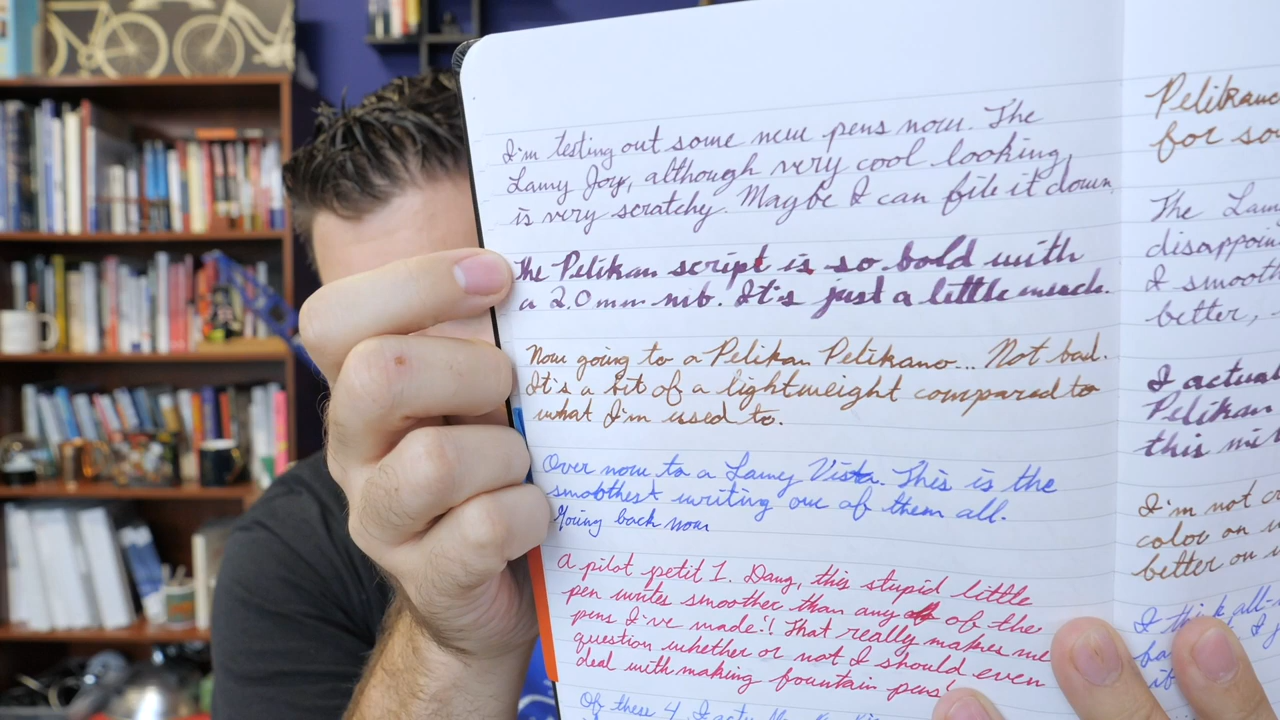 I'm testing out some new pens now. The
Lamy Joy, although very cool looking,
is very scratchy. Maybe I can file it down
The Pelikan script is so bold with
a 2.0mm nib. It's just a little much.
Now going to a Pelikan Pelikano... Not bad.
It's a bit of a lightweight compared to
what I'm used to.
Over now to a Lamy Vista. This is the
smoothest writing one of them all.
Going back now
A pilot petit 1. Dang, this stupid little
pen writes smoother than any of the
pens I've made!! That really makes me
question whether or not I should even
deal with making fountain pens!
Of these 4, I
Pelikano
for so
The Lam
disappoin
I smooth
better,
I actual
Pelikan
this mi
I'm not
color on
better on
I think all